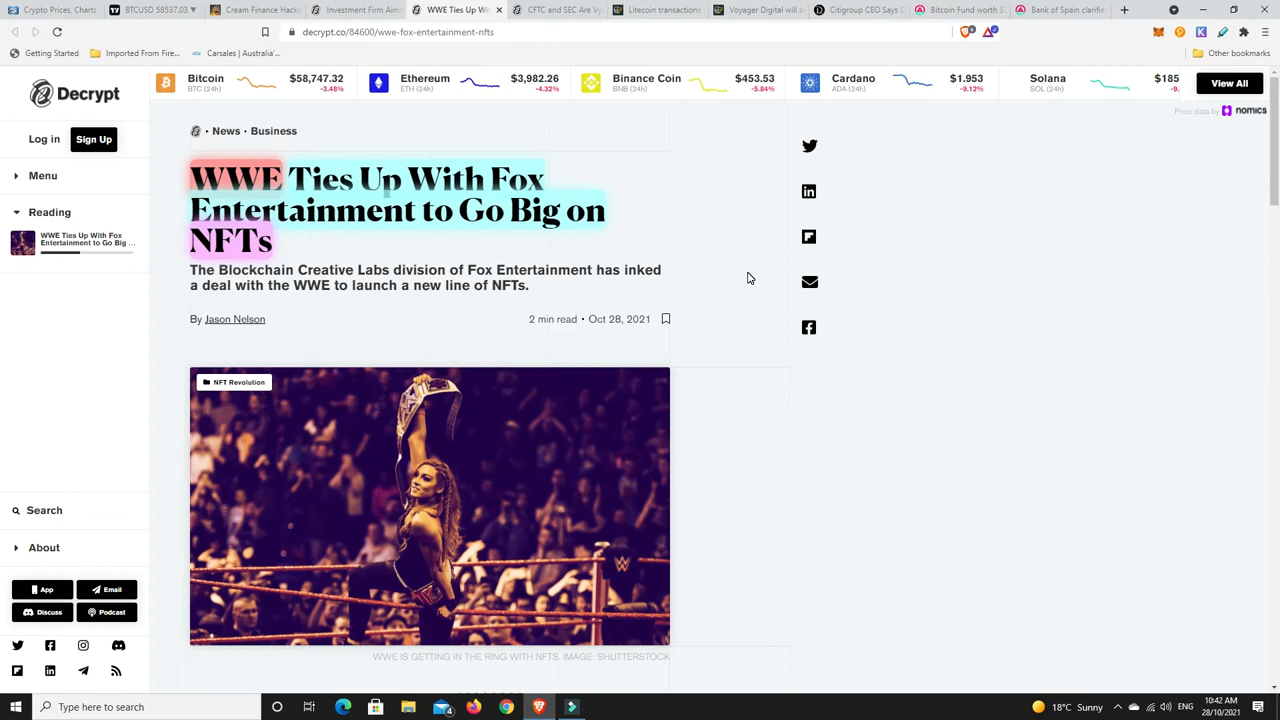 Crypto Prices, Charts
BTCUSD 58537.03 ▼
Cream Finance Hacke
Investment Firm Aims
WWE Ties Up Wi
CFTC and SEC Are Vy
Litecoin transactions
Voyager Digital will b
Citigroup CEO Says D
Bitcoin Fund worth $
Bank of Spain clarifie
decrypt.co/84600/wwe-fox-entertainment-nfts
Getting Started
Imported From Fire...
Carsales | Australia'...
Other bookmarks
Decrypt
Bitcoin
BTC (24h)
$58,747.32
-3.48%
Ethereum
ETH (24h)
$3,982.26
-4.32%
Binance Coin
BNB (24h)
$453.53
-5.84%
Cardano
ADA (24h)
$1.953
-9.12%
Solana
SOL (24h)
$185
-9.
View All
Price data by nomics
Log in
Sign Up
Menu
Reading
WWE Ties Up With Fox
Entertainment to Go Big ...
Search
About
App
Email
Discuss
Podcast
· News · Business
WWE Ties Up With Fox
Entertainment to Go Big on
NFTs
The Blockchain Creative Labs division of Fox Entertainment has inked
a deal with the WWE to launch a new line of NFTs.
By Jason Nelson
2 min read · Oct 28, 2021
NFT Revolution
WWE IS GETTING IN THE RING WITH NFTS. IMAGE: SHUTTERSTOCK
Type here to search
4
18°C Sunny
ENG
10:42 AM
28/10/2021